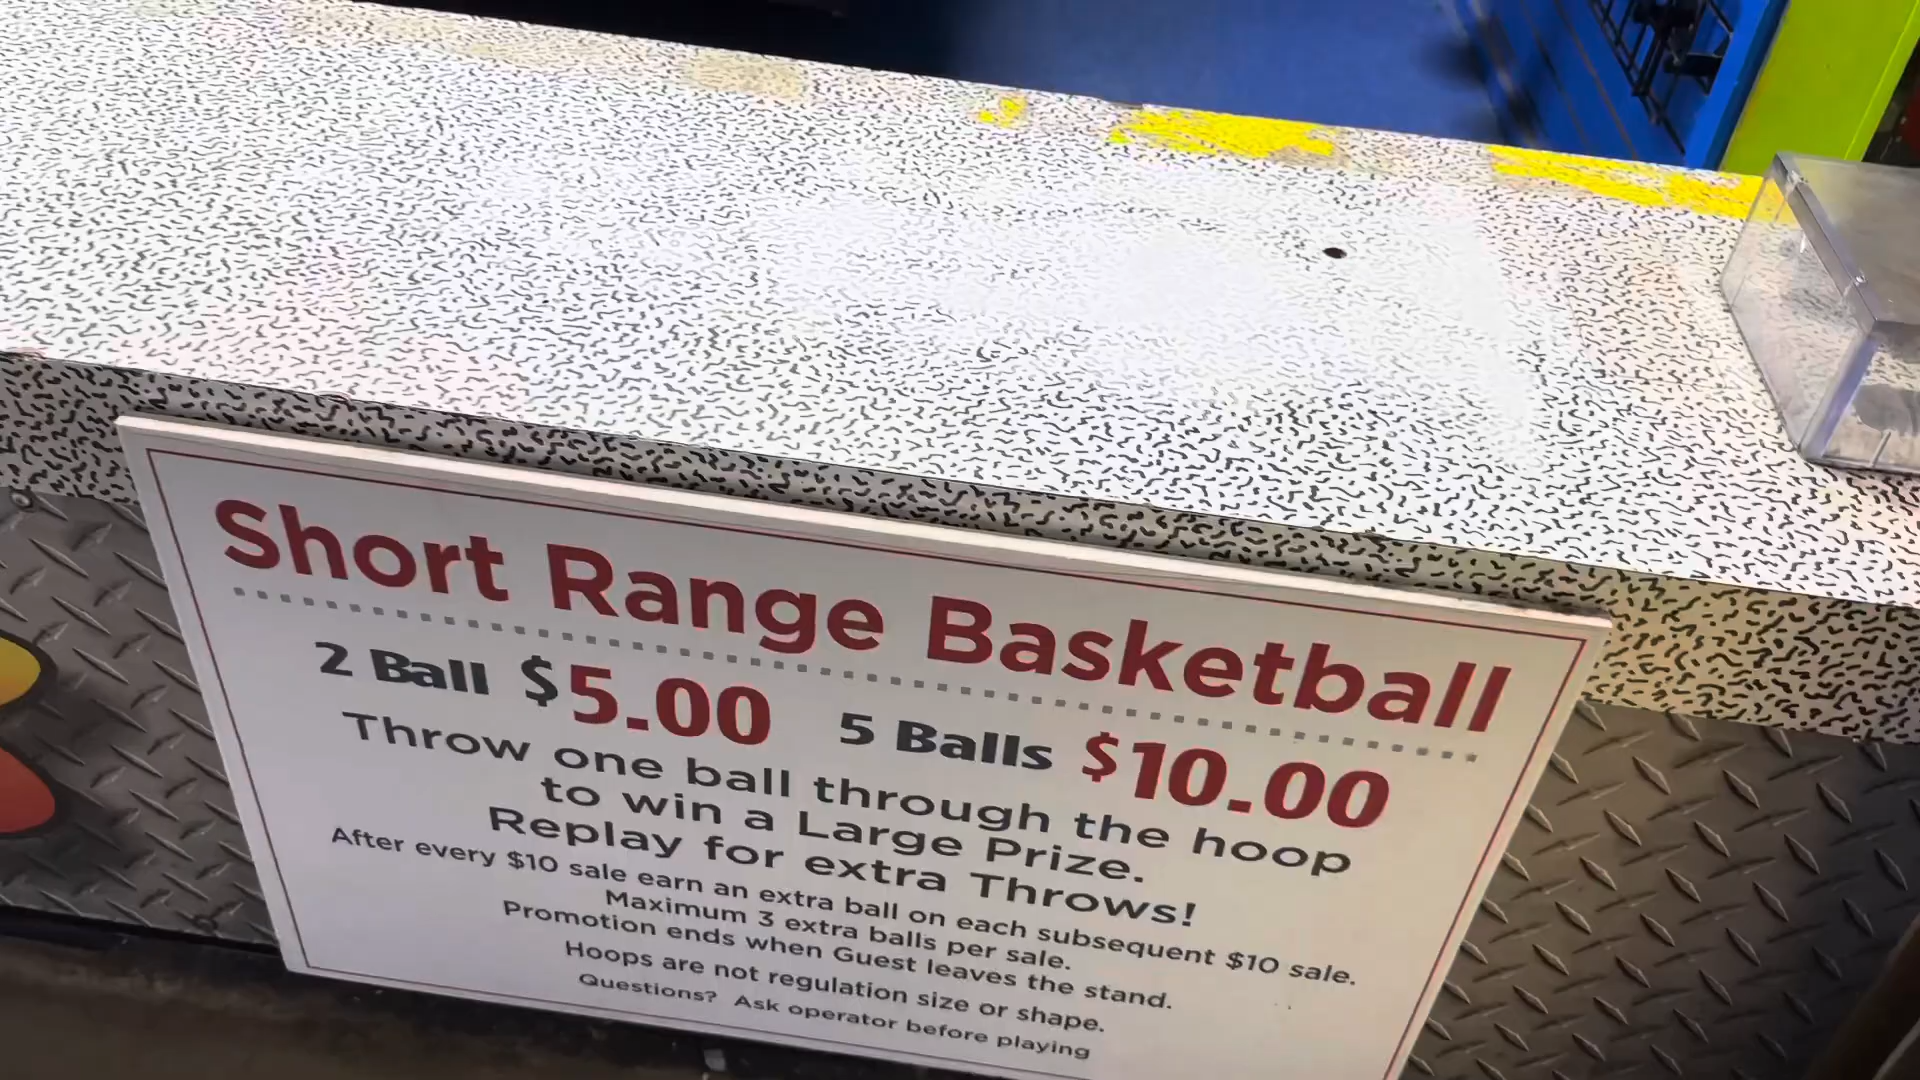 Short Range Basketball
2 Ball $5.00 5 Balls $10.00
Throw one ball through the hoop
to win a Large Prize.
Replay for extra Throws!
After every $10 sale earn an extra ball on each subsequent $10 sale.
Maximum 3 extra balls per sale.
Promotion ends when Guest leaves the stand.
Hoops are not regulation size or shape.
Questions? Ask operator before playing